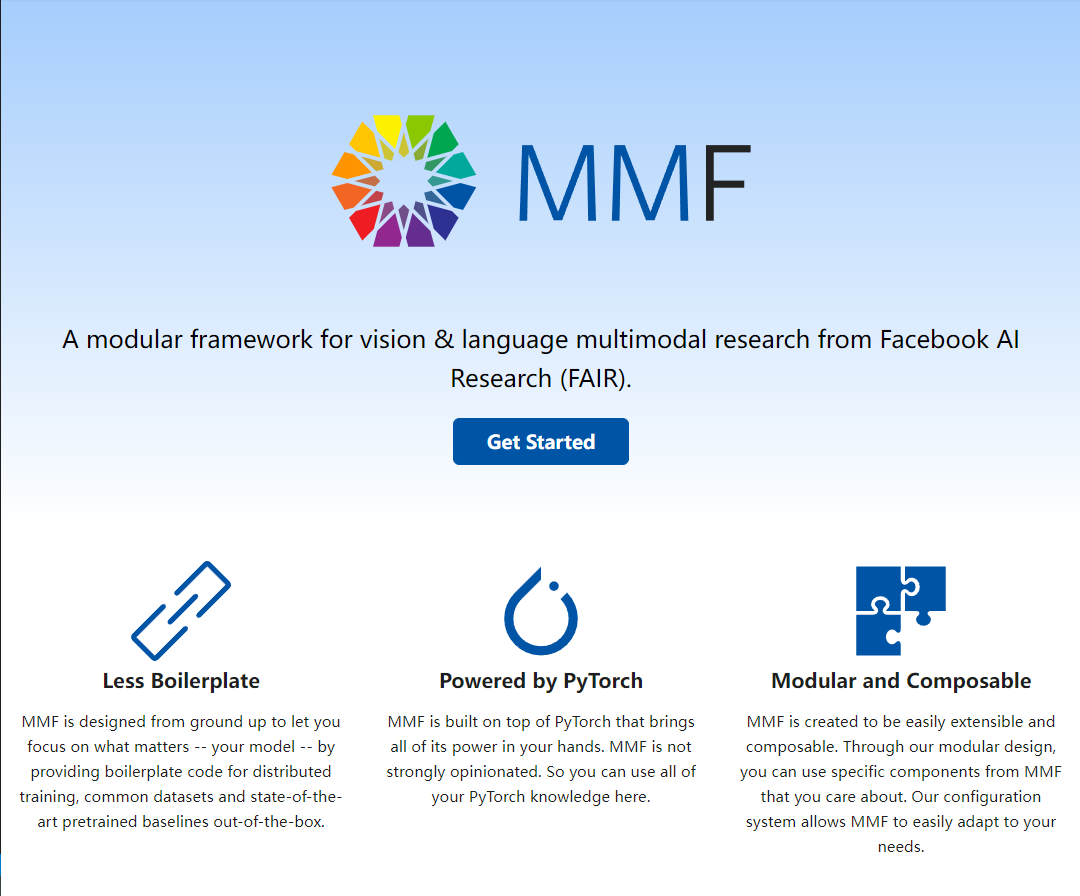 MMF
A modular framework for vision & language multimodal research from Facebook AI
Research (FAIR).
Get Started
Less Boilerplate
MMF is designed from ground up to let you
focus on what matters -- your model -- by
providing boilerplate code for distributed
training, common datasets and state-of-the-
art pretrained baselines out-of-the-box.
Powered by PyTorch
MMF is built on top of PyTorch that brings
all of its power in your hands. MMF is not
strongly opinionated. So you can use all of
your PyTorch knowledge here.
Modular and Composable
MMF is created to be easily extensible and
composable. Through our modular design,
you can use specific components from MMF
that you care about. Our configuration
system allows MMF to easily adapt to your
needs.